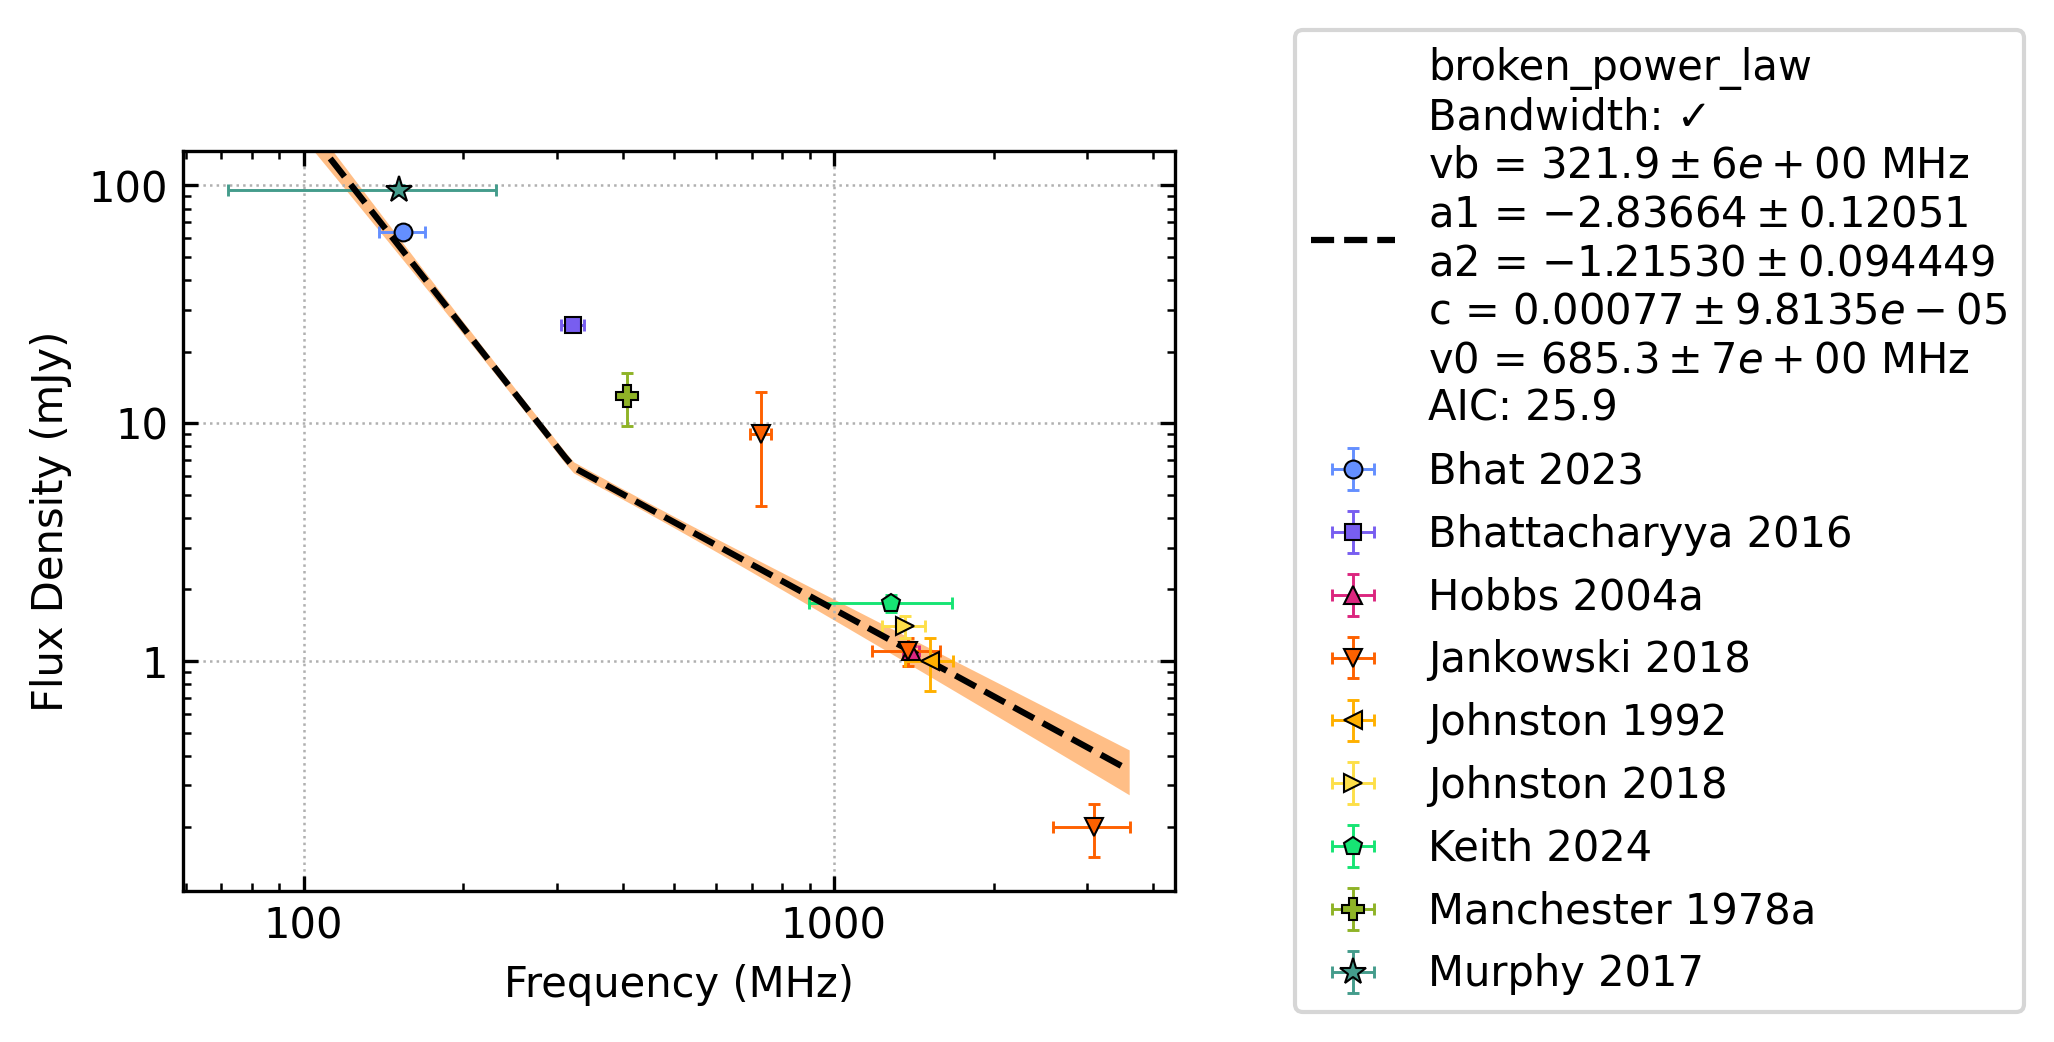 100
10
1
Flux Density (mJy)
100
1000
Frequency (MHz)
broken_power_law
Bandwidth: ✓
vb = 321.9 ± 6e + 00 MHz
a1 = −2.83664 ± 0.12051
a2 = −1.21530 ± 0.094449
c = 0.00077 ± 9.8135e − 05
v0 = 685.3 ± 7e + 00 MHz
AIC: 25.9
Bhat 2023
Bhattacharyya 2016
Hobbs 2004a
Jankowski 2018
Johnston 1992
Johnston 2018
Keith 2024
Manchester 1978a
Murphy 2017